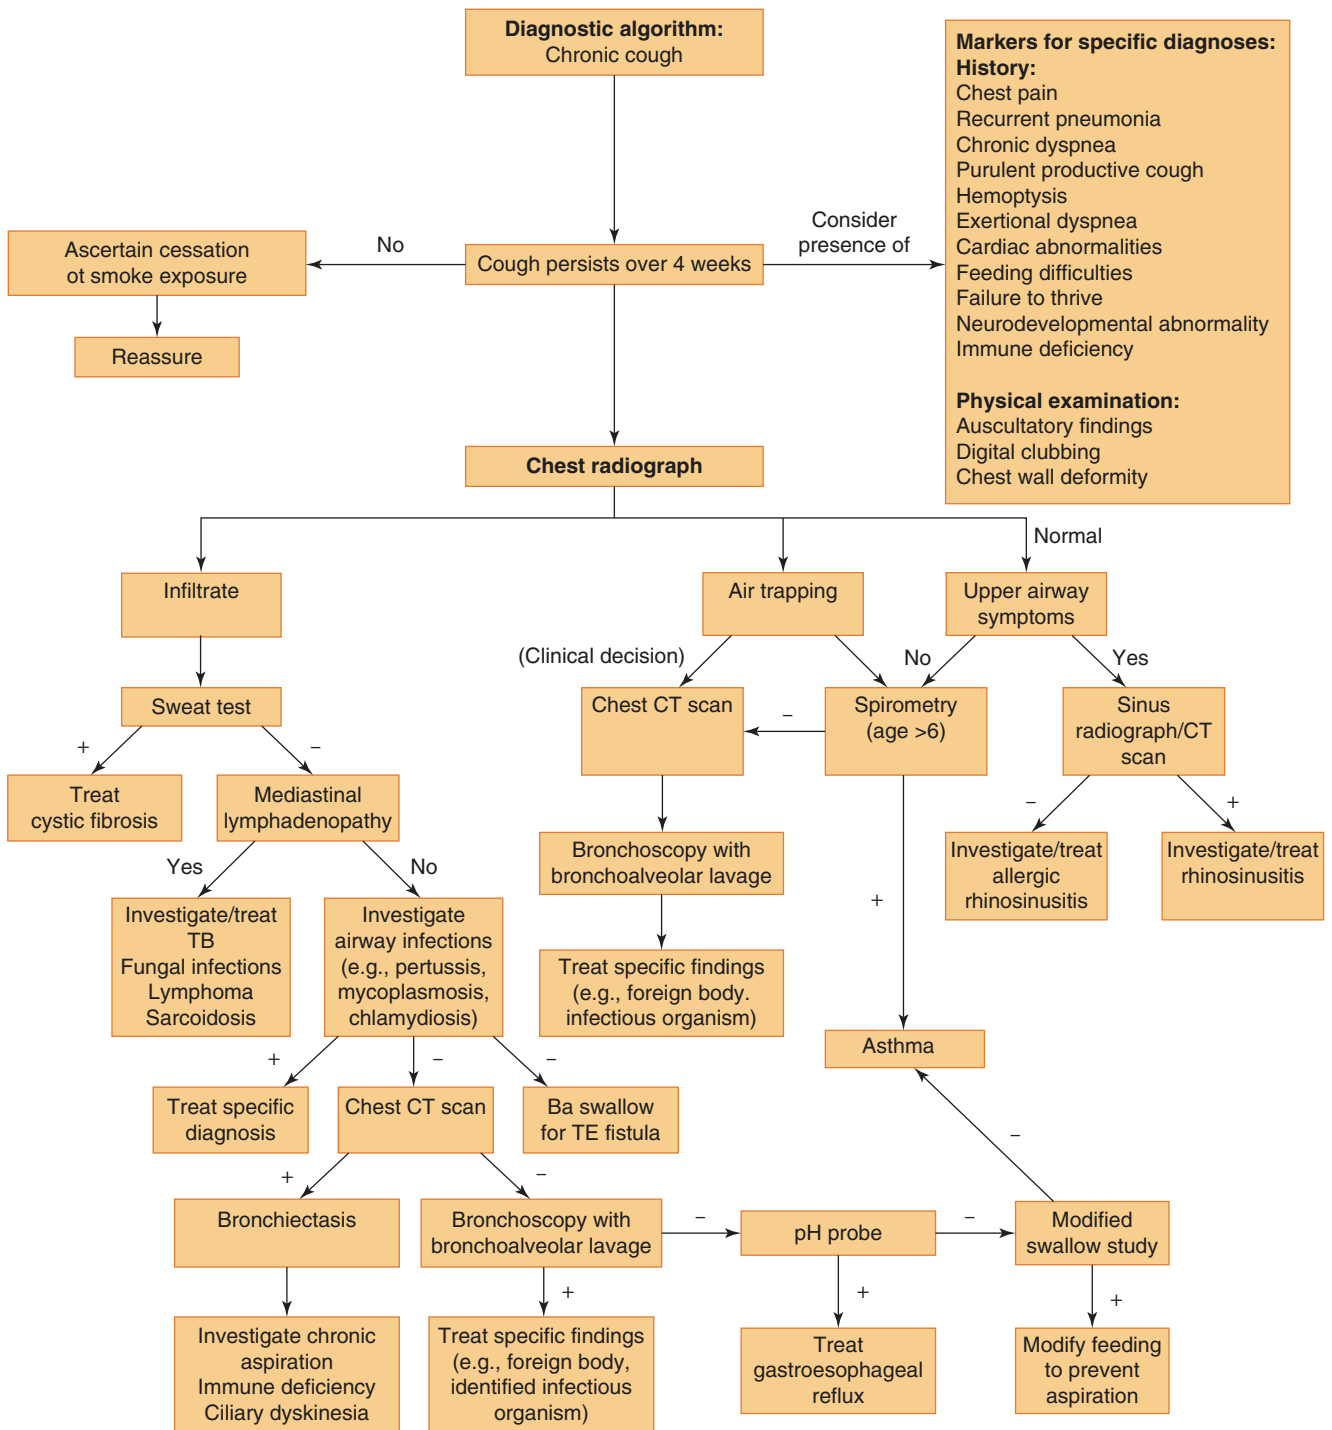 Diagnostic algorithm:
Chronic cough
Markers for specific diagnoses:
History:
Chest pain
Recurrent pneumonia
Chronic dyspnea
Purulent productive cough
Hemoptysis
Exertional dyspnea
Cardiac abnormalities
Feeding difficulties
Failure to thrive
Neurodevelopmental abnormality
Immune deficiency
Physical examination:
Auscultatory findings
Digital clubbing
Chest wall deformity
Consider
presence of
Cough persists over 4 weeks
No
Ascertain cessation
ot smoke exposure
Reassure
Chest radiograph
Normal
Infiltrate
Air trapping
Upper airway
symptoms
(Clinical decision)
No
Yes
Sweat test
Chest CT scan
–
Spirometry
(age >6)
Sinus
radiograph/CT
scan
+
–
–
+
Treat
cystic fibrosis
Mediastinal
lymphadenopathy
Bronchoscopy with
bronchoalveolar lavage
Investigate/treat
allergic
rhinosinusitis
Investigate/treat
rhinosinusitis
Yes
No
+
Investigate/treat
TB
Fungal infections
Lymphoma
Sarcoidosis
Investigate
airway infections
(e.g., pertussis,
mycoplasmosis,
chlamydiosis)
Treat specific findings
(e.g., foreign body.
infectious organism)
Asthma
+
–
–
Treat specific
diagnosis
Chest CT scan
Ba swallow
for TE fistula
–
+
–
Bronchiectasis
Bronchoscopy with
bronchoalveolar lavage
–
pH probe
–
Modified
swallow study
+
+
+
Investigate chronic
aspiration
Immune deficiency
Ciliary dyskinesia
Treat specific findings
(e.g., foreign body,
identified infectious
organism)
Treat
gastroesophageal
reflux
Modify feeding
to prevent
aspiration